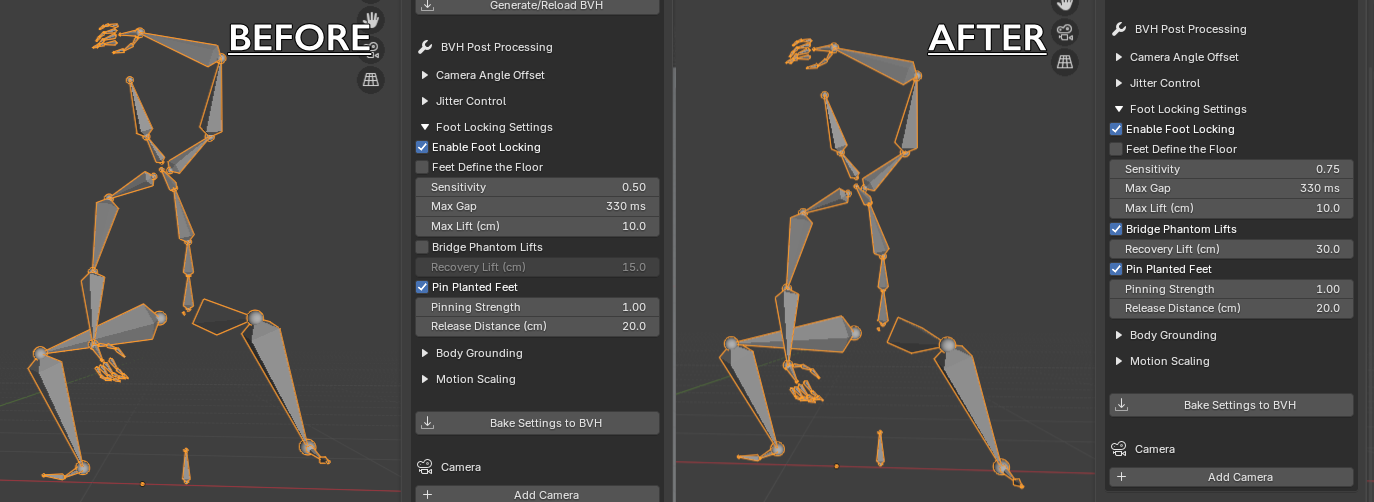 BEFORE
Generate/Reload BVH
BVH Post Processing
Camera Angle Offset
Jitter Control
Foot Locking Settings
Enable Foot Locking
Feet Define the Floor
Sensitivity 0.50
Max Gap 330 ms
Max Lift (cm) 10.0
Bridge Phantom Lifts
Recovery Lift (cm) 15.0
Pin Planted Feet
Pinning Strength 1.00
Release Distance (cm) 20.0
Body Grounding
Motion Scaling
Bake Settings to BVH
Camera
Add Camera
AFTER
BVH Post Processing
Camera Angle Offset
Jitter Control
Foot Locking Settings
Enable Foot Locking
Feet Define the Floor
Sensitivity 0.75
Max Gap 330 ms
Max Lift (cm) 10.0
Bridge Phantom Lifts
Recovery Lift (cm) 30.0
Pin Planted Feet
Pinning Strength 1.00
Release Distance (cm) 20.0
Body Grounding
Motion Scaling
Bake Settings to BVH
Camera
Add Camera